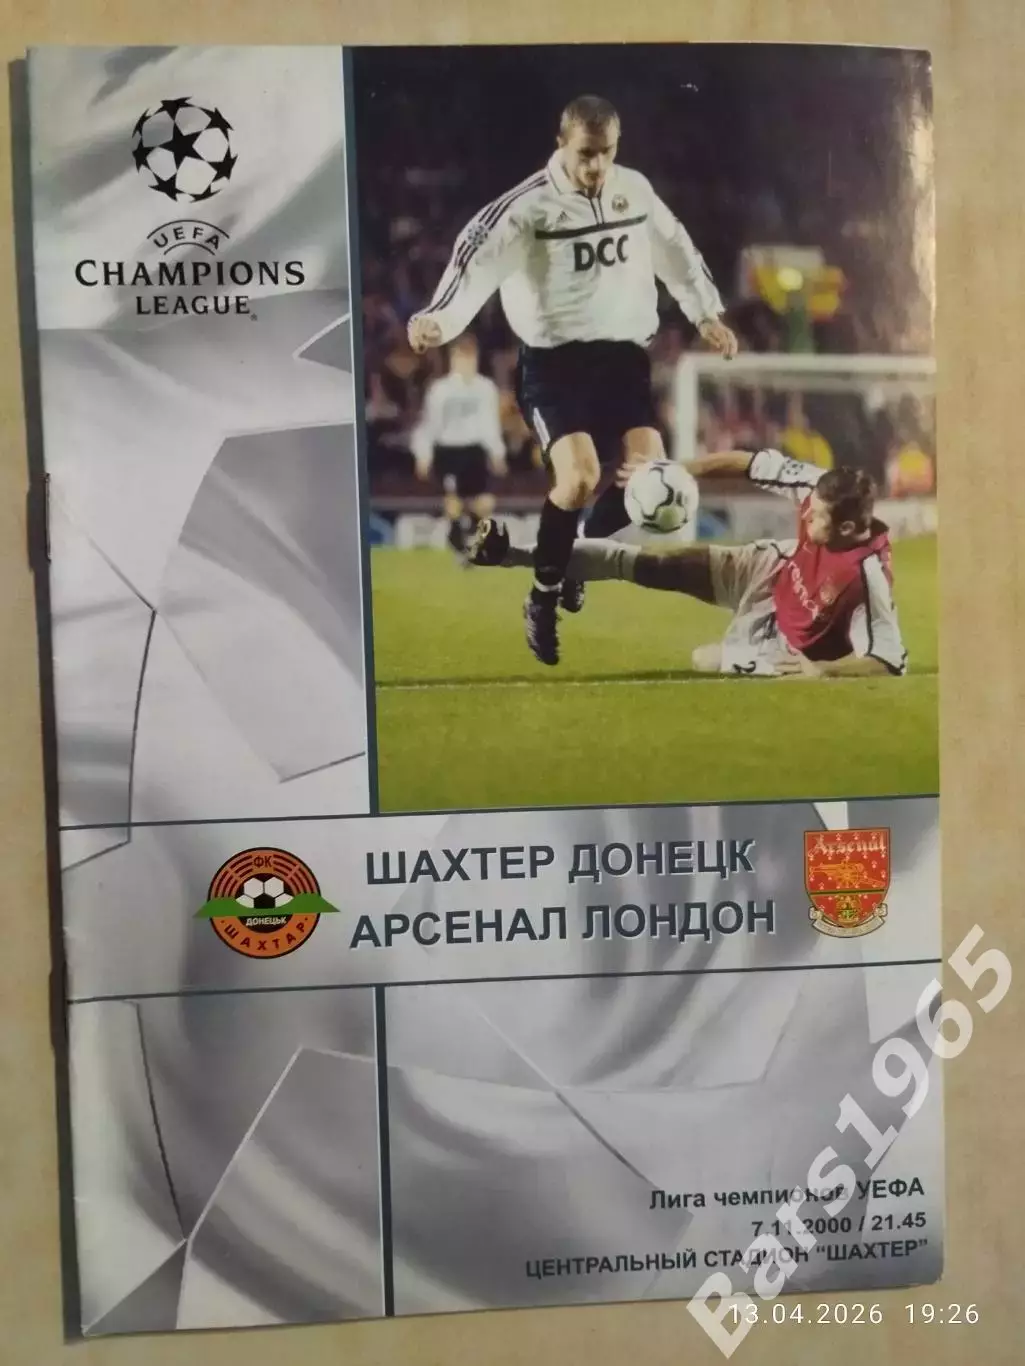 UEFA
CHAMPIONS
LEAGUE
DCC
ФК
ДОНЕЦЬК
ШАХТАР
ШАХТЕР ДОНЕЦК
АРСЕНАЛ ЛОНДОН
Arsenal
Лига чемпионов УЕФА
7.11.2000 / 21.45
ЦЕНТРАЛЬНЫЙ СТАДИОН "ШАХТЕР"
Bars1965
13.04.2026 19:26